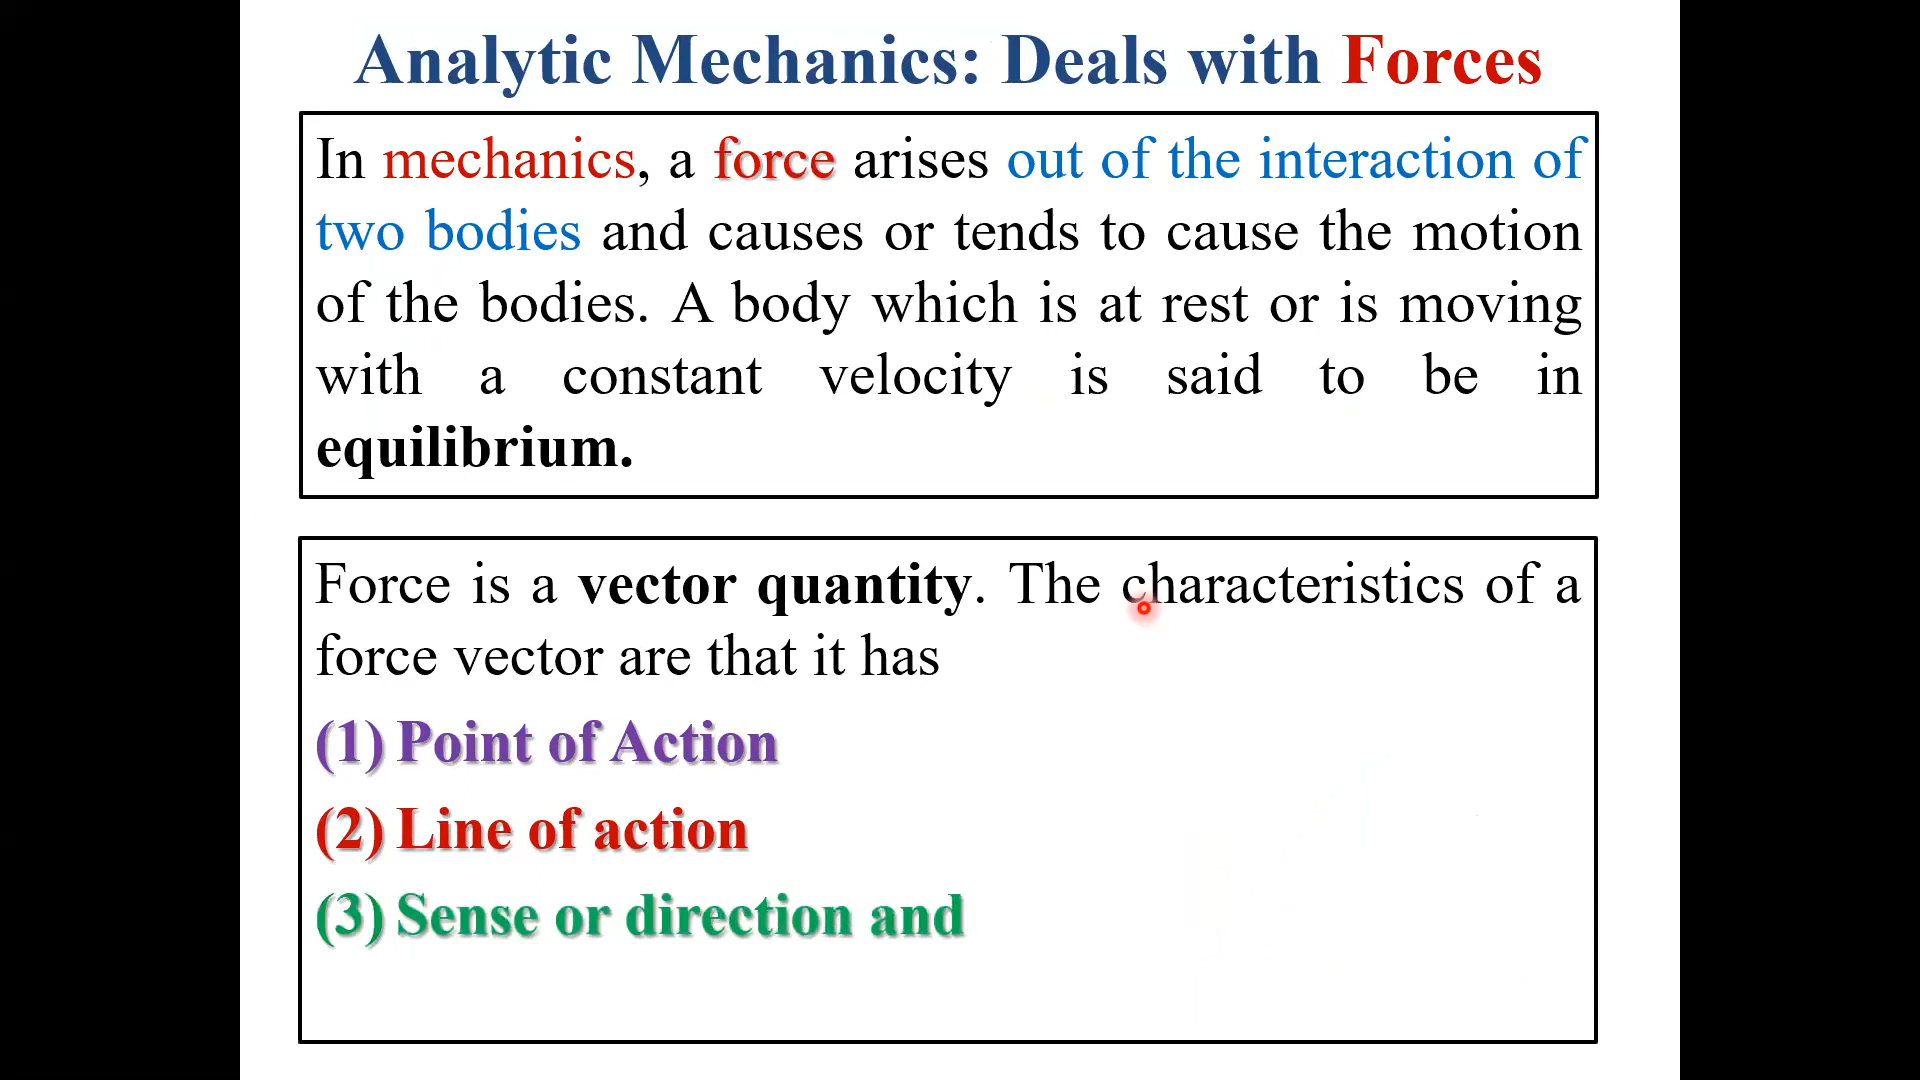 Analytic Mechanics: Deals with Forces
In mechanics, a force arises out of the interaction of
two bodies and causes or tends to cause the motion
of the bodies. A body which is at rest or is moving
with a constant velocity is said to be in
equilibrium.
Force is a vector quantity. The characteristics of a
force vector are that it has
(1) Point of Action
(2) Line of action
(3) Sense or direction and